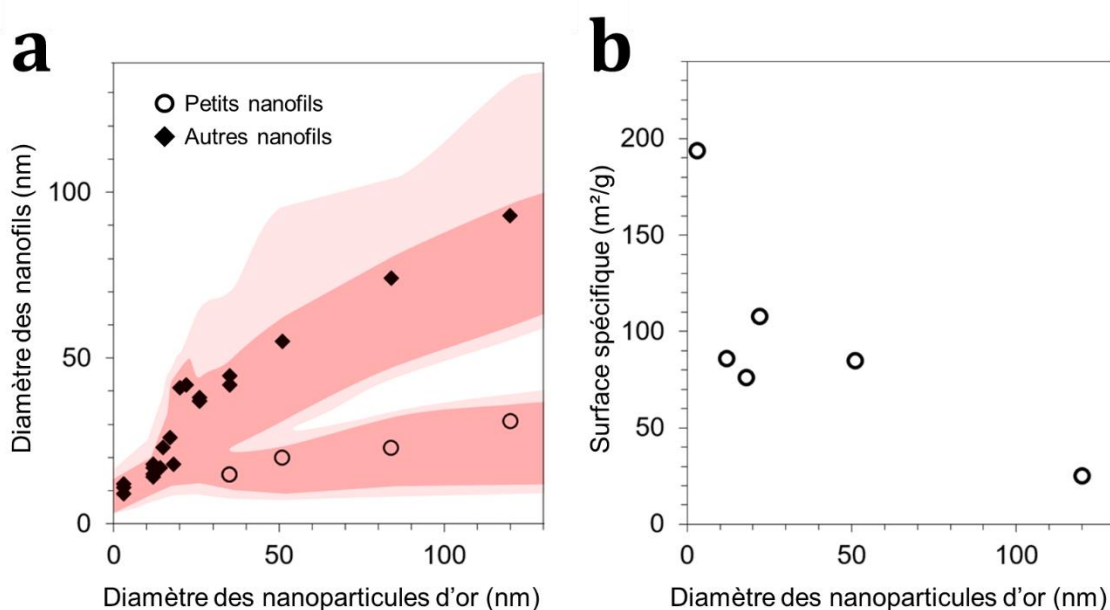 a
Petits nanofils
Autres nanofils
Diamètre des nanofils (nm)
100
50
0
0 50 100
Diamètre des nanoparticules d'or (nm)
b
Surface spécifique (m²/g)
200
150
100
50
0
0 50 100
Diamètre des nanoparticules d'or (nm)